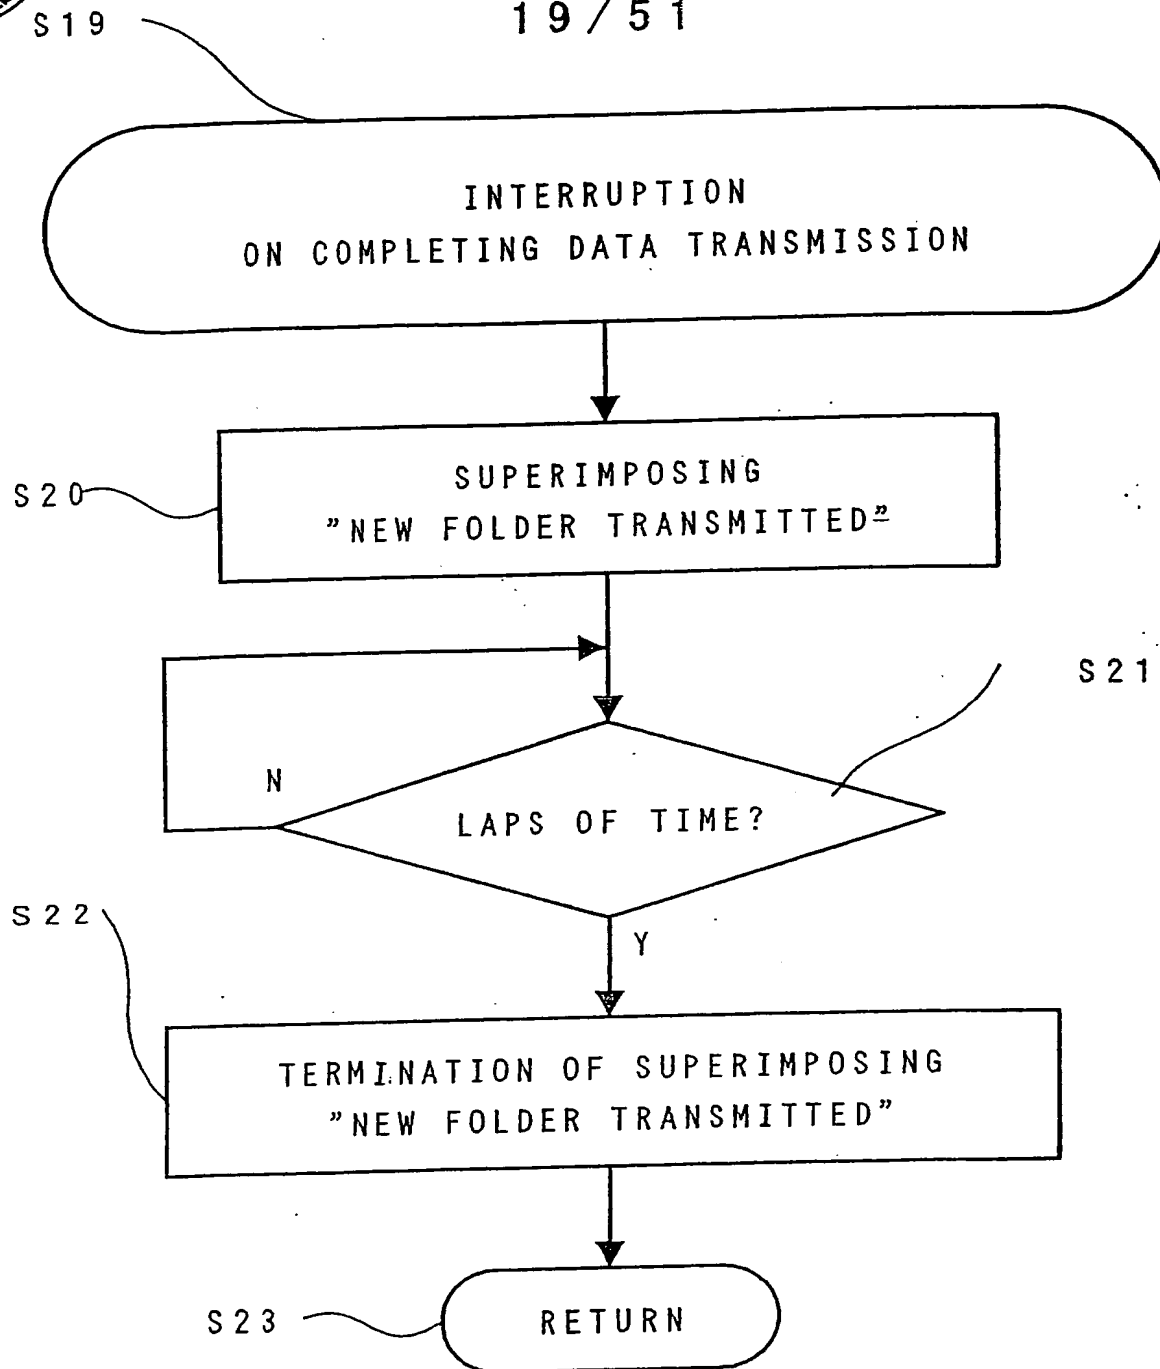 19/51
S19
INTERRUPTION
ON COMPLETING DATA TRANSMISSION
S20
SUPERIMPOSING
"NEW FOLDER TRANSMITTED"
S21
N
LAPS OF TIME?
S22
Y
TERMINATION OF SUPERIMPOSING
"NEW FOLDER TRANSMITTED"
S23
RETURN